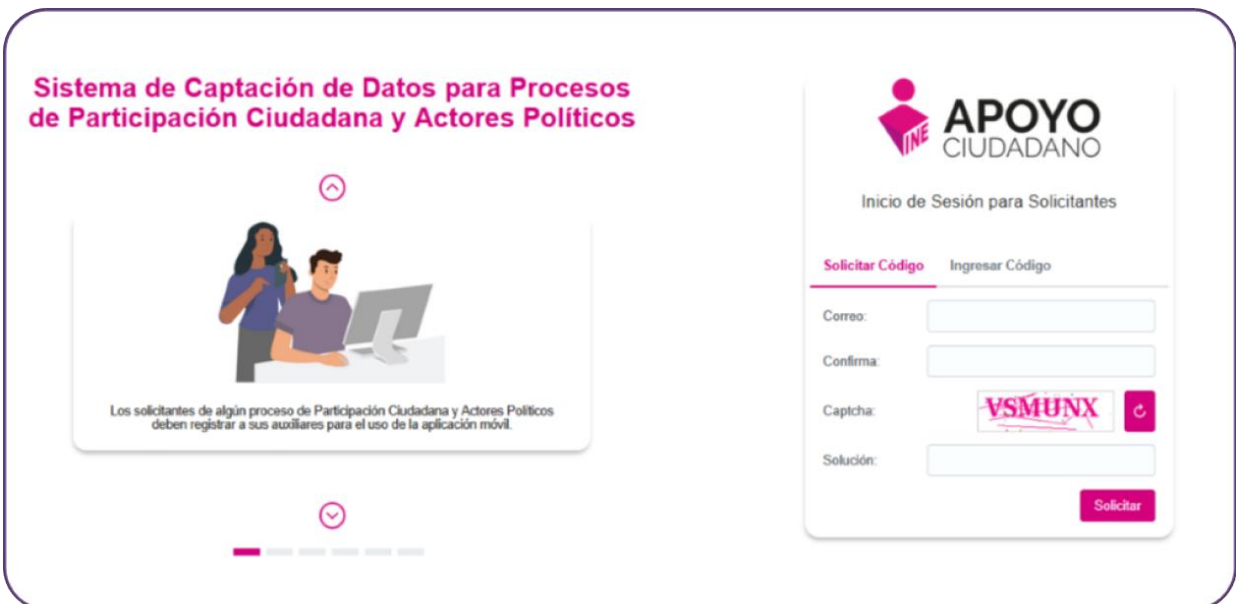 Sistema de Captación de Datos para Procesos
de Participación Ciudadana y Actores Políticos
Los solicitantes de algún proceso de Participación Ciudadana y Actores Políticos
deben registrar a sus auxiliares para el uso de la aplicación móvil.
INE
APOYO
CIUDADANO
Inicio de Sesión para Solicitantes
Solicitar Código Ingresar Código
Correo:
Confirma:
Captcha: VSMUNX
Solución:
Solicitar